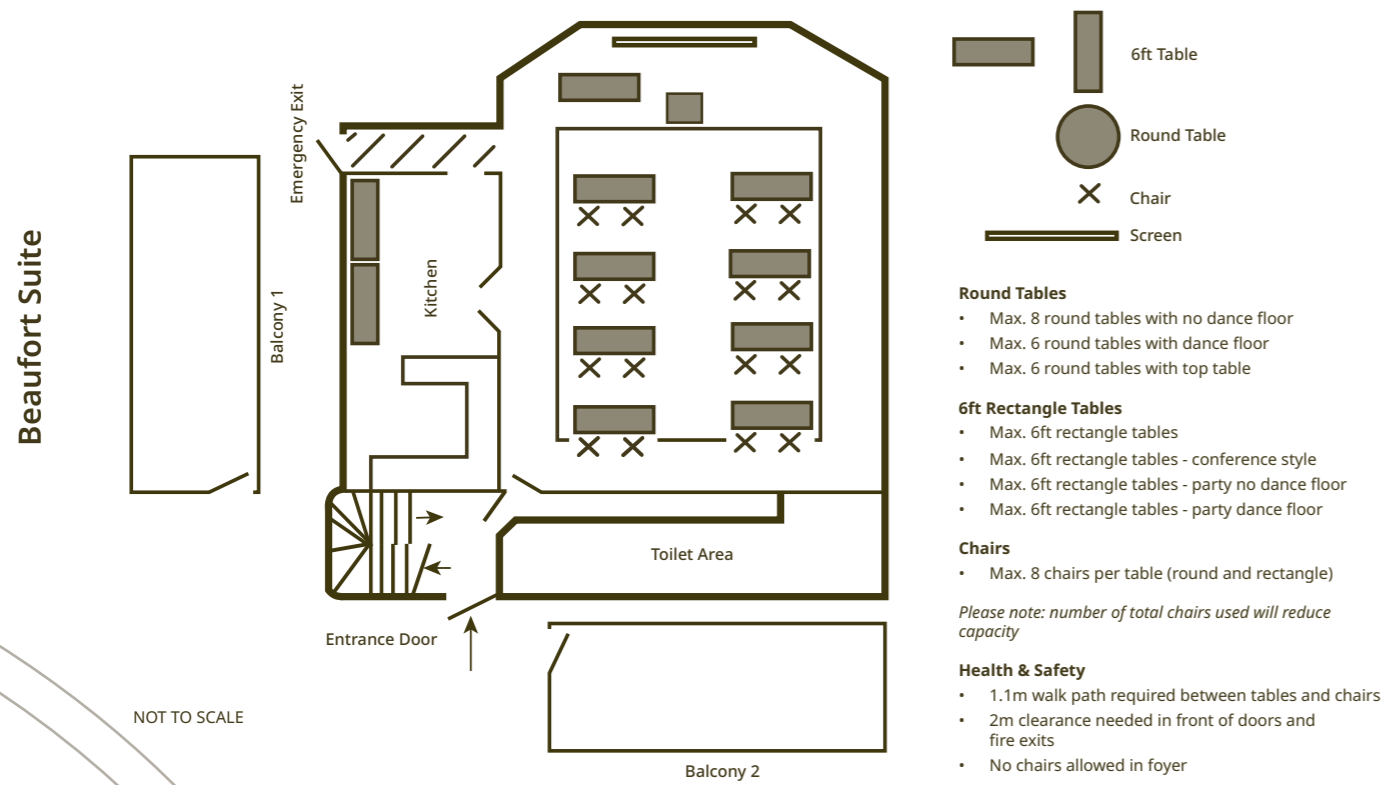 Beaufort Suite
Balcony 1
Emergency Exit
Kitchen
Toilet Area
Entrance Door
Balcony 2
NOT TO SCALE
6ft Table
Round Table
Chair
Screen
Round Tables
• Max. 8 round tables with no dance floor
• Max. 6 round tables with dance floor
• Max. 6 round tables with top table
6ft Rectangle Tables
• Max. 6ft rectangle tables
• Max. 6ft rectangle tables - conference style
• Max. 6ft rectangle tables - party no dance floor
• Max. 6ft rectangle tables - party dance floor
Chairs
• Max. 8 chairs per table (round and rectangle)
Please note: number of total chairs used will reduce
capacity
Health & Safety
• 1.1m walk path required between tables and chairs
• 2m clearance needed in front of doors and
fire exits
• No chairs allowed in foyer